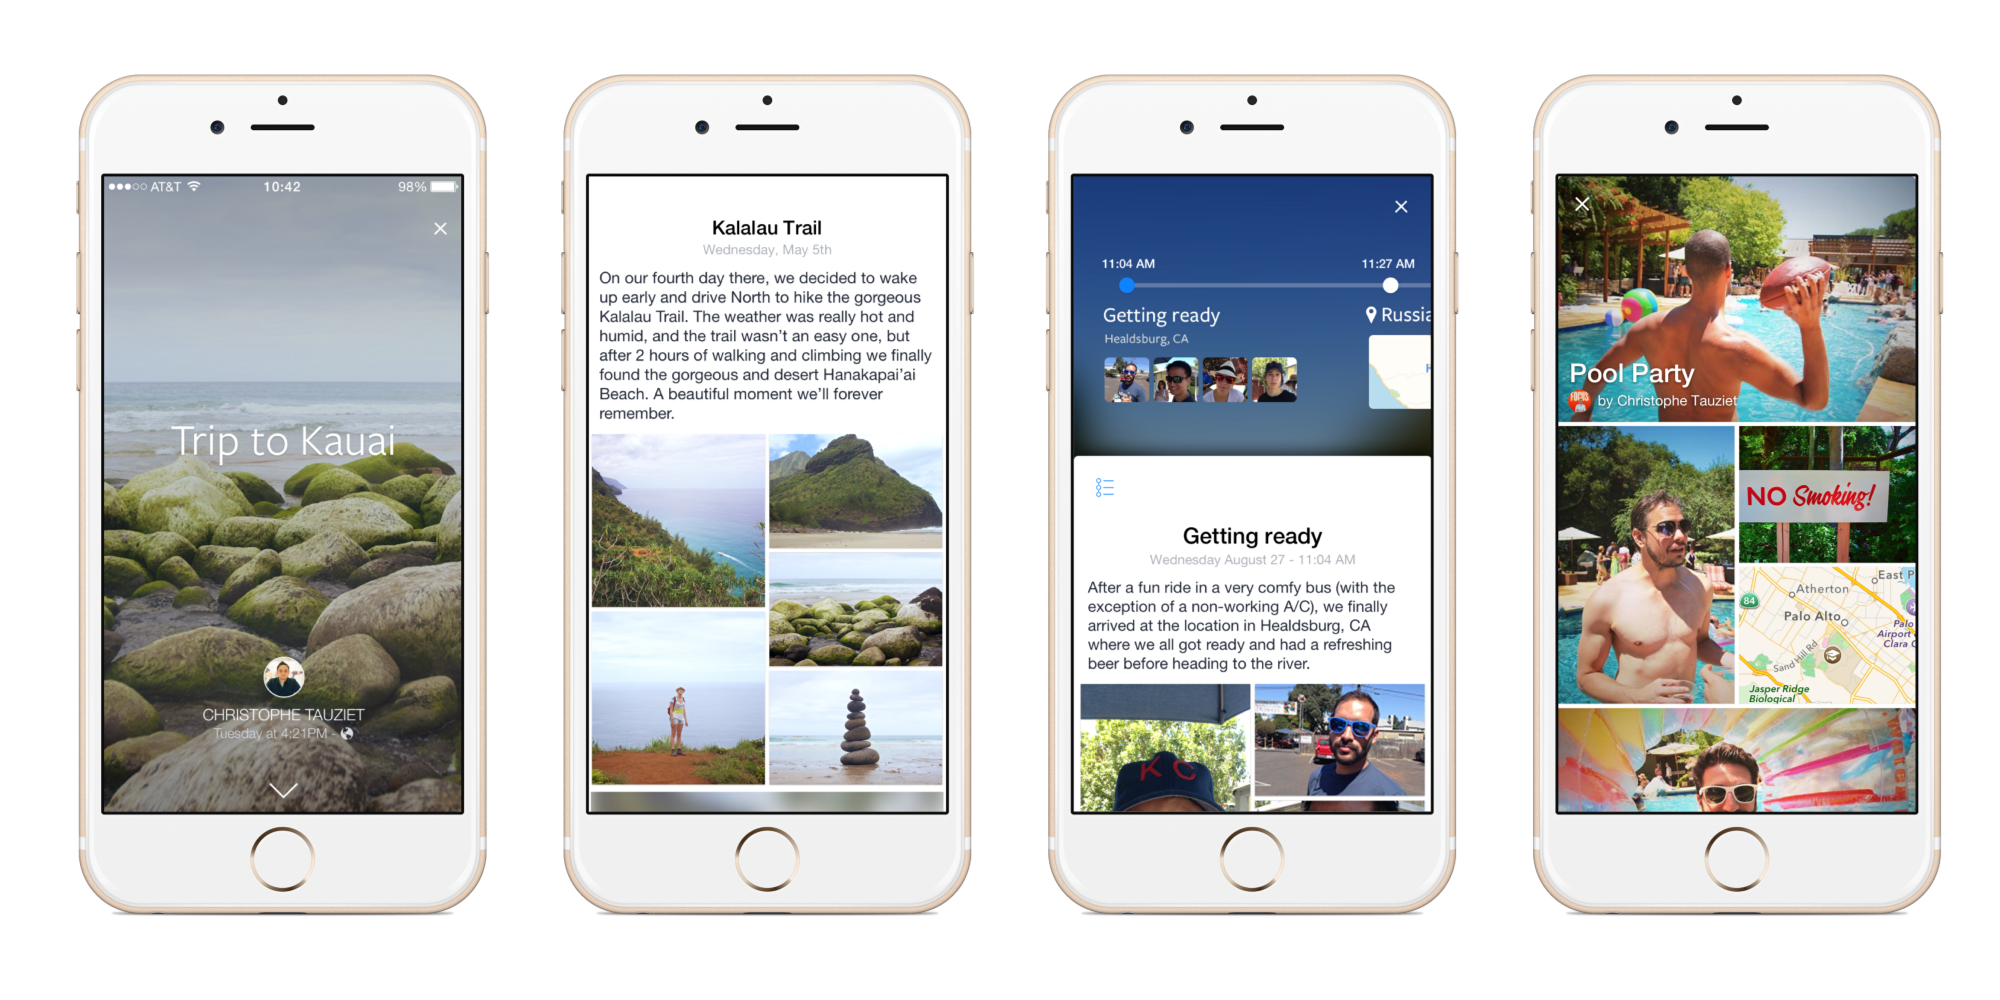 AT&T 10:42 98%
Trip to Kauai
CHRISTOPHE TAUZIET
Tuesday at 4:21PM -
Kalalau Trail
Wednesday, May 5th
On our fourth day there, we decided to wake
up early and drive North to hike the gorgeous
Kalalau Trail. The weather was really hot and
humid, and the trail wasn't an easy one, but
after 2 hours of walking and climbing we finally
found the gorgeous and desert Hanakapai'ai
Beach. A beautiful moment we'll forever
remember.
11:04 AM
11:27 AM
Getting ready
Russia
Healdsburg, CA
Getting ready
Wednesday August 27 - 11:04 AM
After a fun ride in a very comfy bus (with the
exception of a non-working A/C), we finally
arrived at the location in Healdsburg, CA
where we all got ready and had a refreshing
beer before heading to the river.
K C
Pool Party
by Christophe Tauziet
NO Smoking!
East P
Atherton
84
Palo Alto
Palo
Airport
Clara C
Sand Hill Rd
Jasper Ridge
Biological